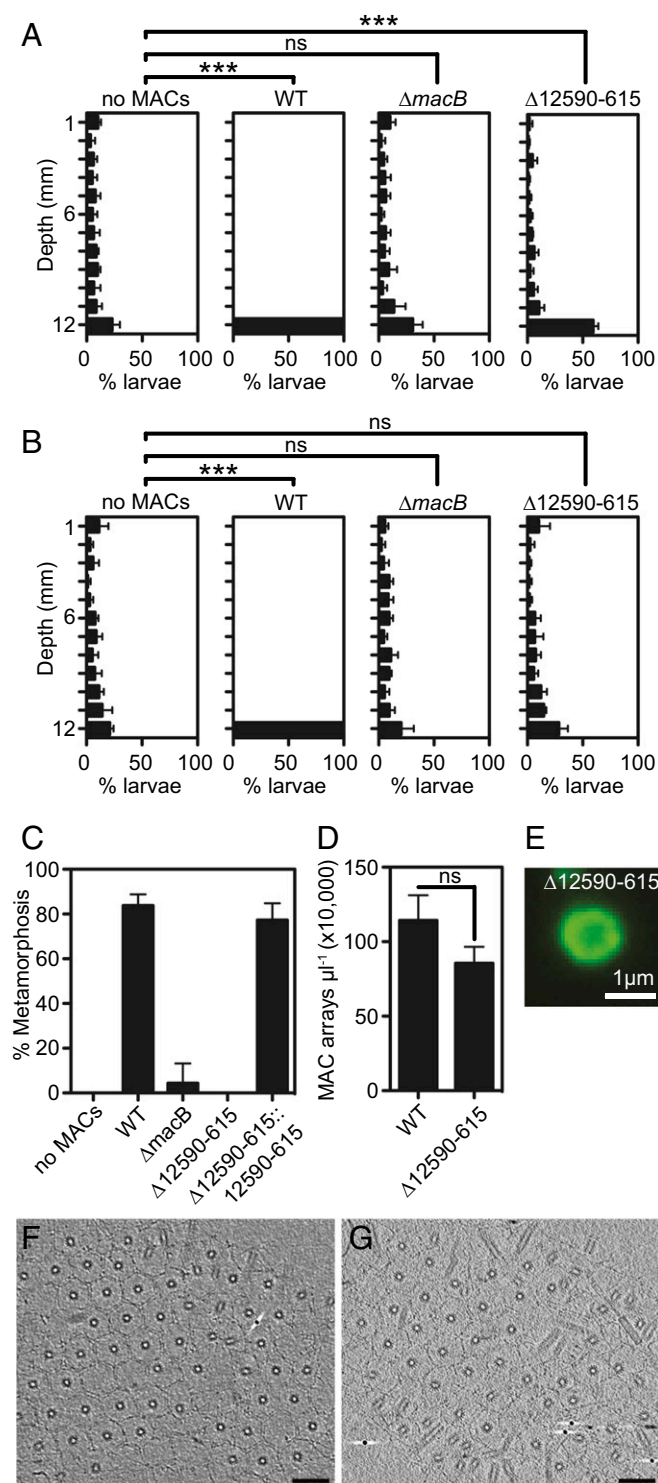 A
***
ns
***
no MACs WT ΔmacB Δ12590-615
Depth (mm)
1
6
12
0 50 100 0 50 100 0 50 100 0 50 100
% larvae % larvae % larvae % larvae
B
ns
ns
***
no MACs WT ΔmacB Δ12590-615
Depth (mm)
1
6
12
0 50 100 0 50 100 0 50 100 0 50 100
% larvae % larvae % larvae % larvae
C
% Metamorphosis
100
80
60
40
20
0
no MACs
WT
ΔmacB
Δ12590-615
Δ12590-615::
12590-615
D
MAC arrays µl-1 (x10,000)
150
100
50
0
ns
WT
Δ12590-615
E
Δ12590-615
1µm
F
G